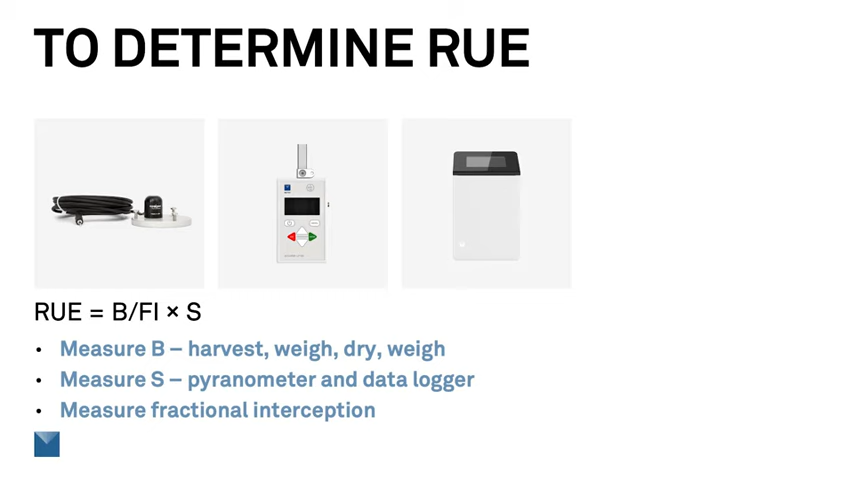 TO DETERMINE RUE
RUE = B/FI × S
• Measure B – harvest, weigh, dry, weigh
• Measure S – pyranometer and data logger
• Measure fractional interception